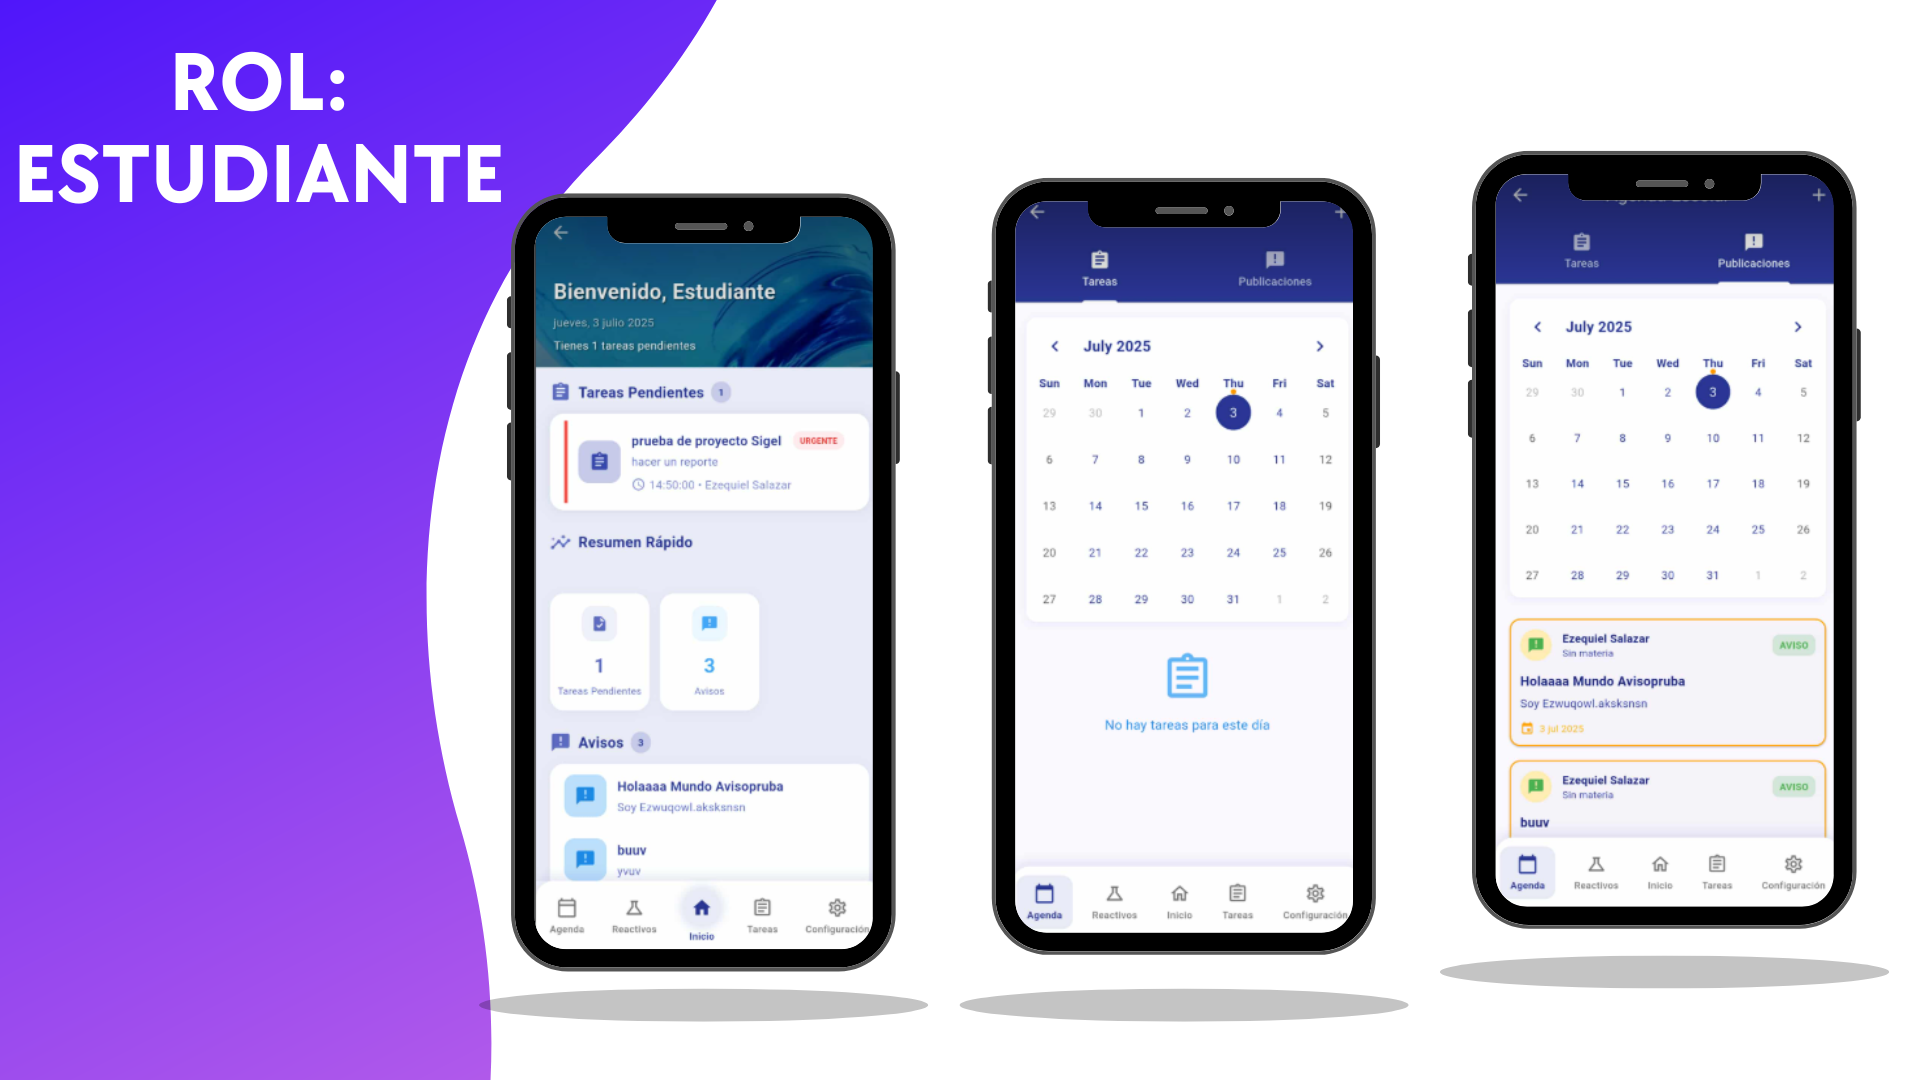 ROL:
ESTUDIANTE
Bienvenido, Estudiante
jueves, 3 julio 2025
Tienes 1 tareas pendientes
Tareas Pendientes 1
prueba de proyecto Sigel URGENTE
hacer un reporte
14:50:00 • Ezequiel Salazar
Resumen Rápido
1 3
Tareas Pendientes Avisos
Avisos 3
Holaaaa Mundo Avisopruba
Soy Ezwuqowl.aksksnsn
buuv
yvuv
Agenda Reactivos Inicio Tareas Configuración
Tareas Publicaciones
July 2025
Sun Mon Tue Wed Thu Fri Sat
29 30 1 2 3 4 5
6 7 8 9 10 11 12
13 14 15 16 17 18 19
20 21 22 23 24 25 26
27 28 29 30 31 1 2
No hay tareas para este día
Agenda Reactivos Inicio Tareas Configuración
Tareas Publicaciones
July 2025
Sun Mon Tue Wed Thu Fri Sat
29 30 1 2 3 4 5
6 7 8 9 10 11 12
13 14 15 16 17 18 19
20 21 22 23 24 25 26
27 28 29 30 31 1 2
Ezequiel Salazar AVISO
Sin materia
Holaaaa Mundo Avisopruba
Soy Ezwuqowl.aksksnsn
3 jul 2025
Ezequiel Salazar AVISO
Sin materia
buuv
Agenda Reactivos Inicio Tareas Configuración